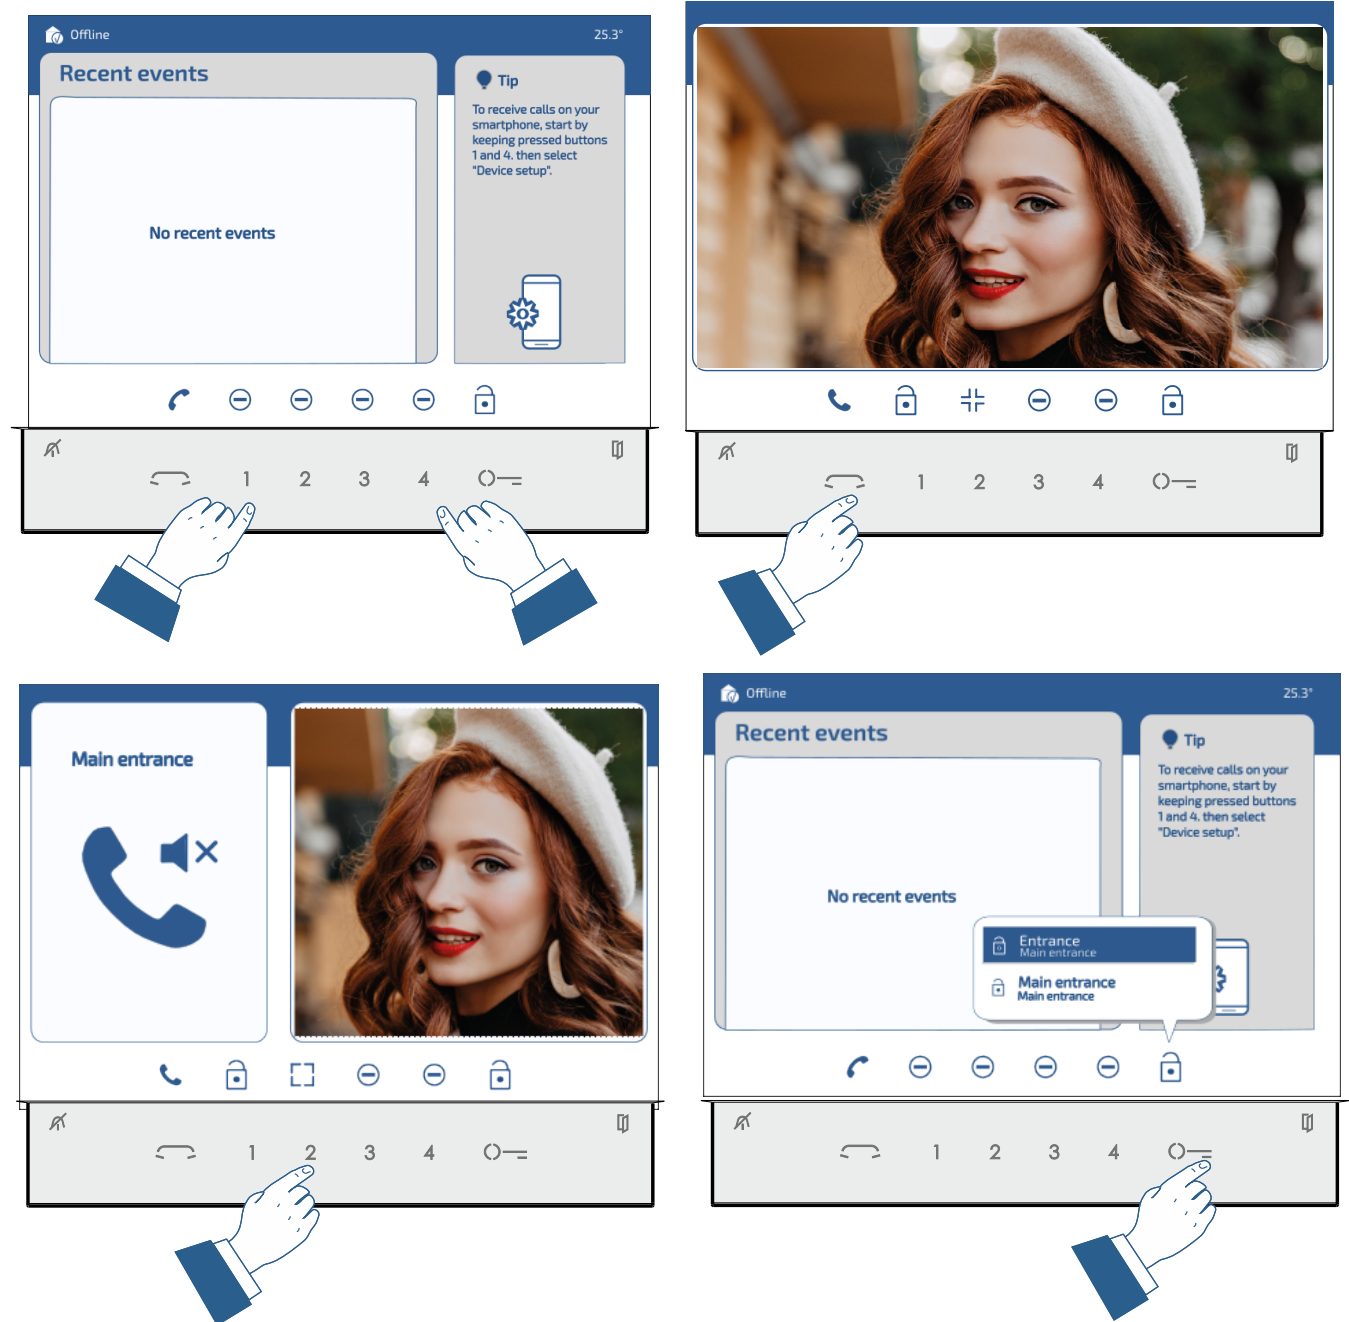 Offline
25.3°
Recent events
No recent events
Tip
To receive calls on your
smartphone, start by
keeping pressed buttons
1 and 4. then select
"Device setup".
1 2 3 4
1 2 3 4
Main entrance
1 2 3 4
Offline
25.3°
Recent events
No recent events
Tip
To receive calls on your
smartphone, start by
keeping pressed buttons
1 and 4. then select
"Device setup".
Entrance
Main entrance
Main entrance
Main entrance
1 2 3 4